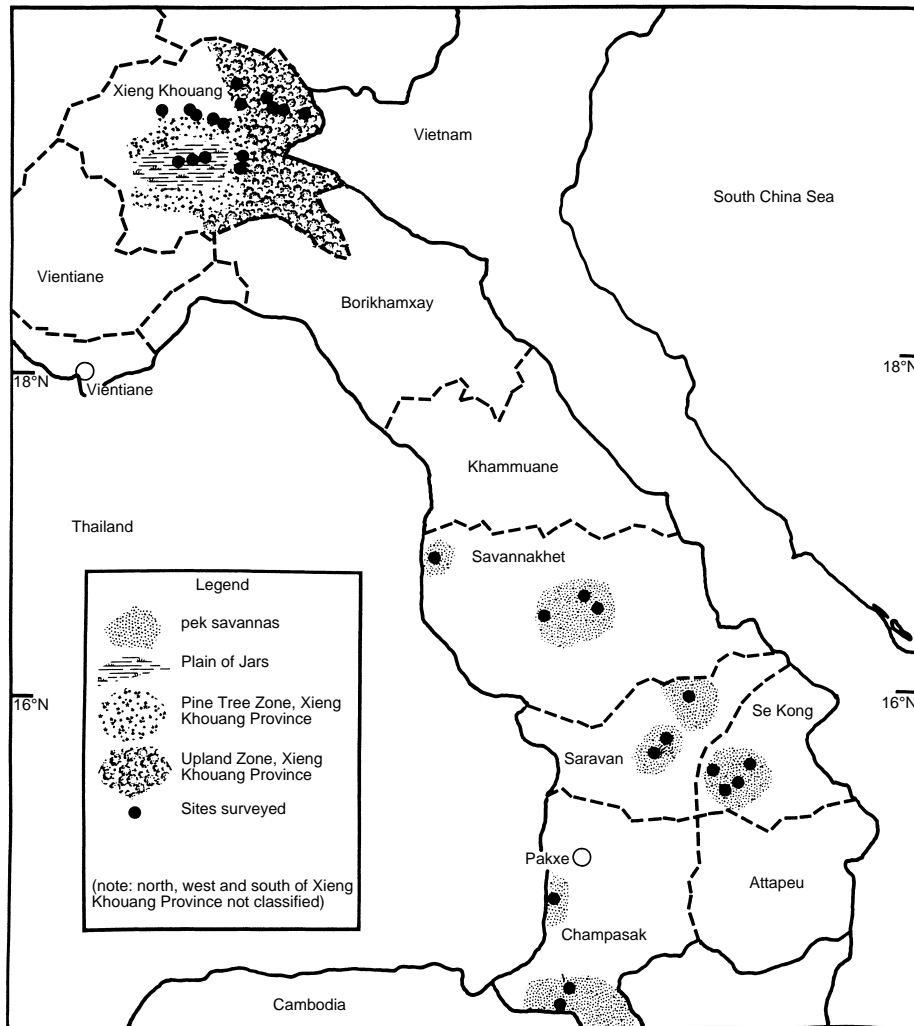 Xieng Khouang
Vietnam
South China Sea
Vientiane
Borikhamxay
18°N
18°N
Vientiane
Khammuane
Thailand
Savannakhet
Legend
pek savannas
Plain of Jars
16°N
16°N
Pine Tree Zone, Xieng
Khouang Province
Se Kong
Upland Zone, Xieng
Khouang Province
Saravan
Sites surveyed
Pakxe
(note: north, west and south of Xieng
Khouang Province not classified)
Attapeu
Champasak
Cambodia